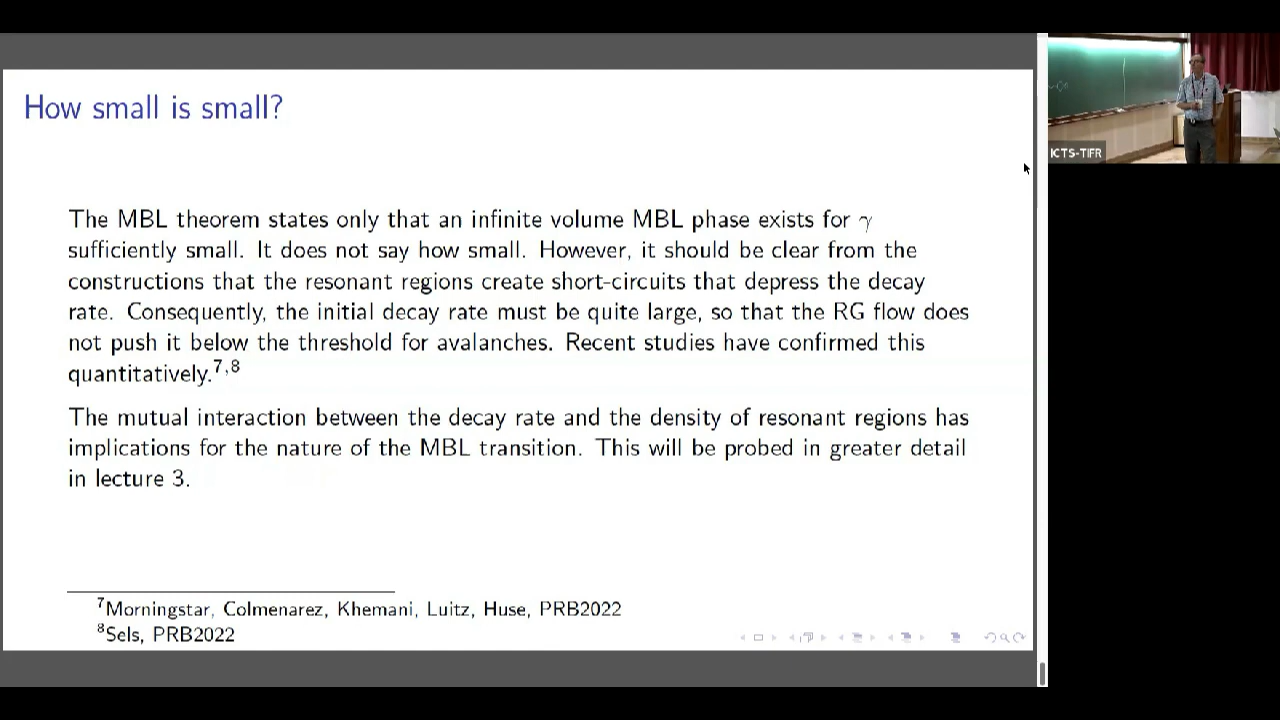 How small is small?
The MBL theorem states only that an infinite volume MBL phase exists for γ
sufficiently small. It does not say how small. However, it should be clear from the
constructions that the resonant regions create short-circuits that depress the decay
rate. Consequently, the initial decay rate must be quite large, so that the RG flow does
not push it below the threshold for avalanches. Recent studies have confirmed this
quantitatively.⁷,⁸
The mutual interaction between the decay rate and the density of resonant regions has
implications for the nature of the MBL transition. This will be probed in greater detail
in lecture 3.
⁷Morningstar, Colmenarez, Khemani, Luitz, Huse, PRB2022
⁸Sels, PRB2022
ICTS-TIFR